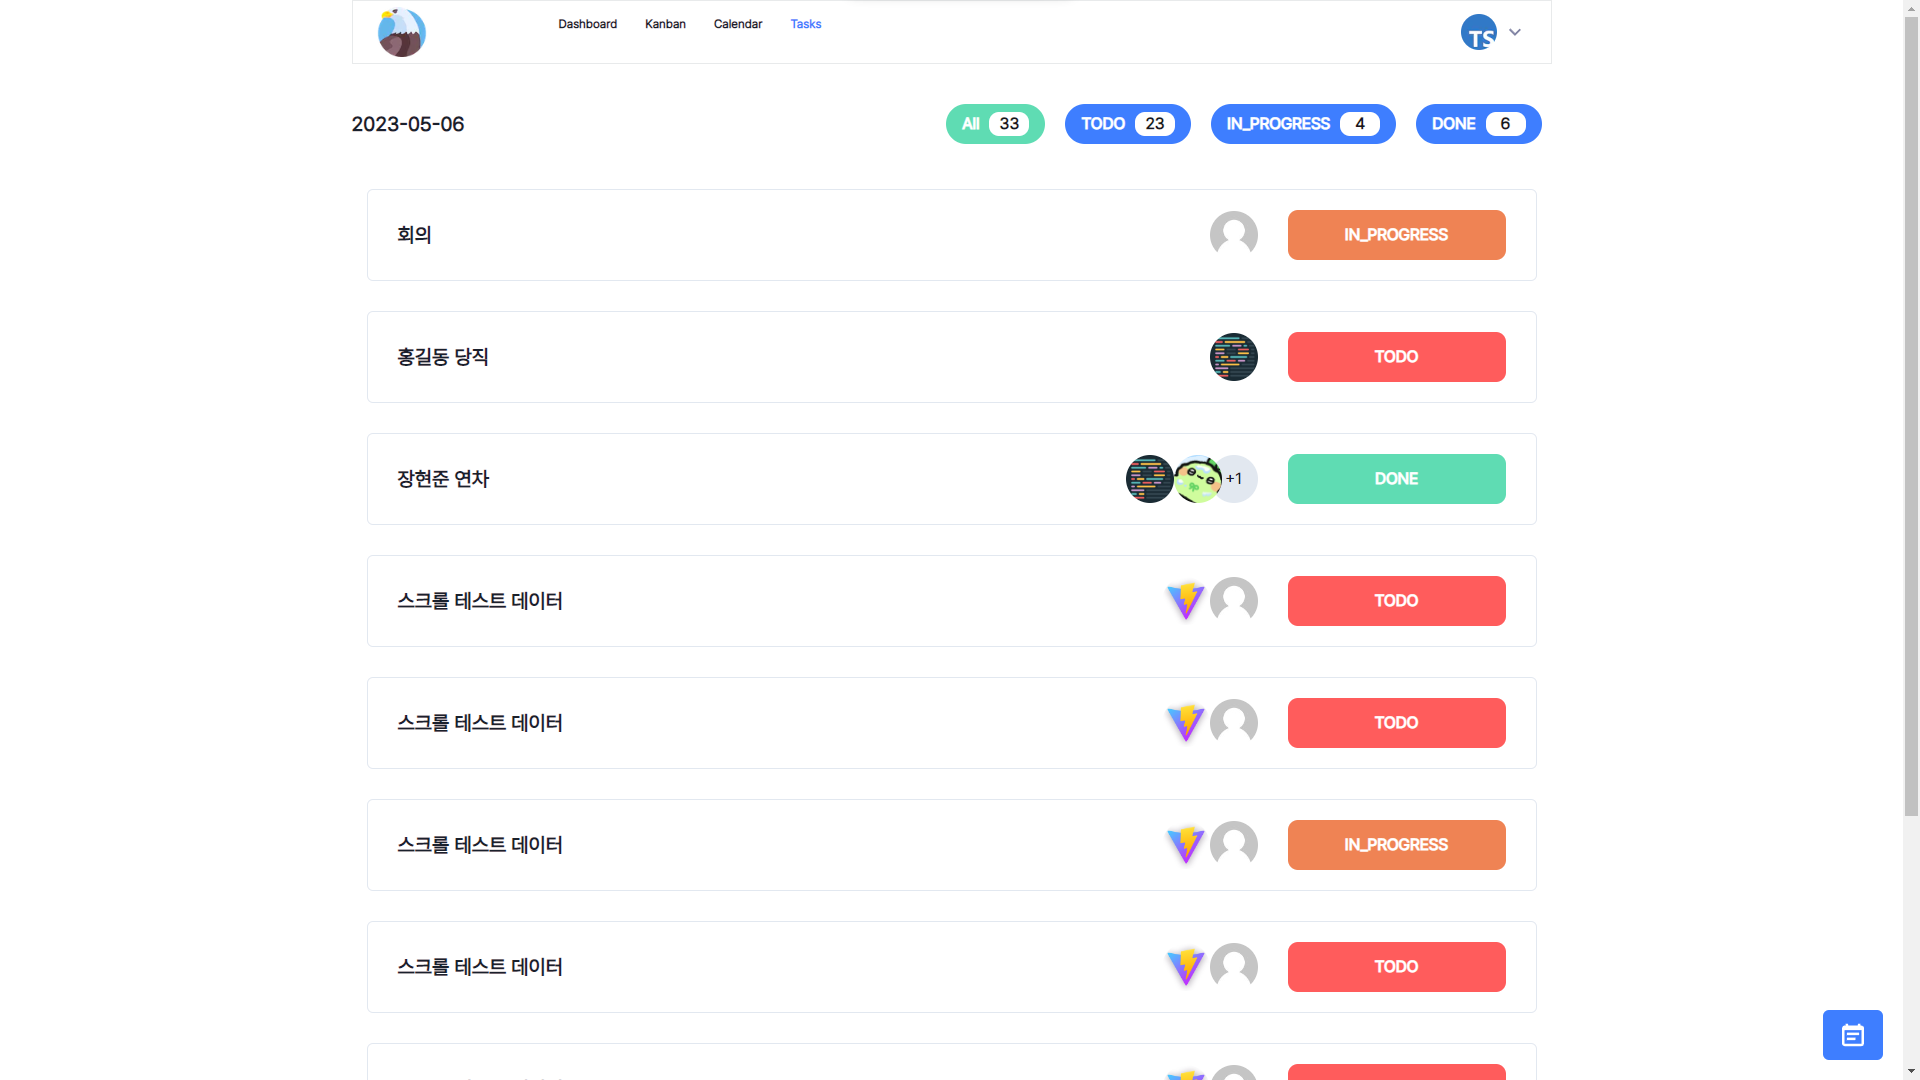 Dashboard Kanban Calendar Tasks
TS
2023-05-06
All 33 TODO 23 IN_PROGRESS 4 DONE 6
회의
IN_PROGRESS
홍길동 당직
TODO
장현준 연차
+1
DONE
스크롤 테스트 데이터
TODO
스크롤 테스트 데이터
TODO
스크롤 테스트 데이터
IN_PROGRESS
스크롤 테스트 데이터
TODO